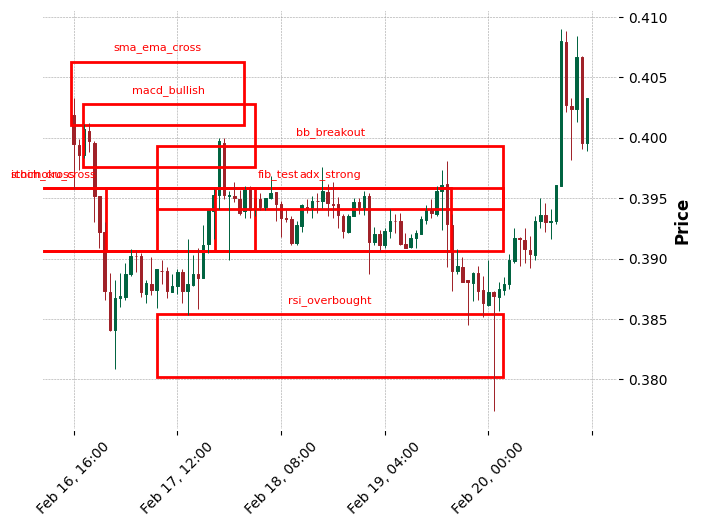 sma_ema_cross
macd_bullish
bb_breakout
fib_test
adx_strong
rsi_overbought
0.410
0.405
0.400
0.395
0.390
0.385
0.380
Price
Feb 16, 16:00
Feb 17, 12:00
Feb 18, 08:00
Feb 19, 04:00
Feb 20, 00:00